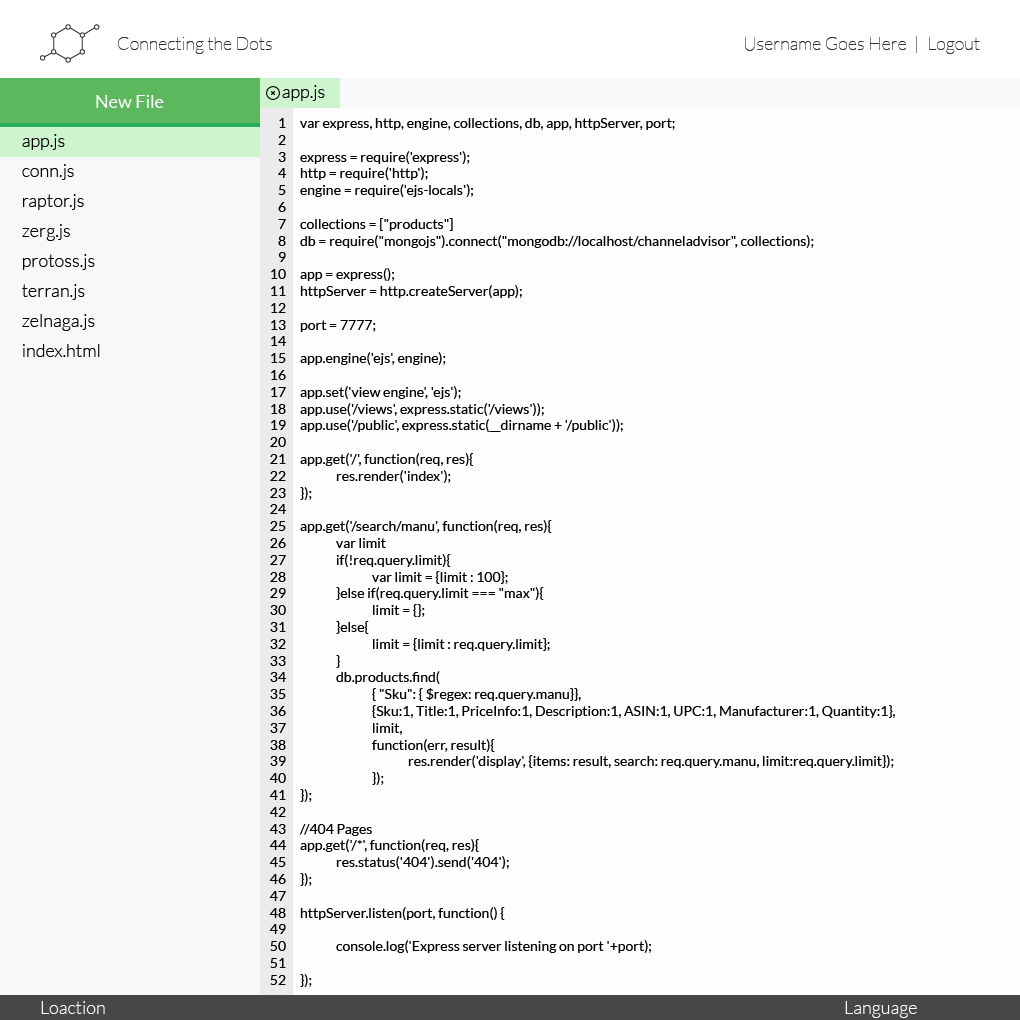 Connecting the Dots
Username Goes Here | Logout
New File
app.js
conn.js
raptor.js
zerg.js
protoss.js
terran.js
zelnaga.js
index.html
app.js
1 var express, http, engine, collections, db, app, httpServer, port;
2
3 express = require('express');
4 http = require('http');
5 engine = require('ejs-locals');
6
7 collections = ["products"]
8 db = require("mongojs").connect("mongodb://localhost/channeladvisor", collections);
9
10 app = express();
11 httpServer = http.createServer(app);
12
13 port = 7777;
14
15 app.engine('ejs', engine);
16
17 app.set('view engine', 'ejs');
18 app.use('/views', express.static('/views'));
19 app.use('/public', express.static(__dirname + '/public'));
20
21 app.get('/', function(req, res){
22 res.render('index');
23 });
24
25 app.get('/search/manu', function(req, res){
26 var limit
27 if(!req.query.limit){
28 var limit = {limit : 100};
29 }else if(req.query.limit === "max"){
30 limit = {};
31 }else{
32 limit = {limit : req.query.limit};
33 }
34 db.products.find(
35 { "Sku": { $regex: req.query.manu}},
36 {Sku:1, Title:1, PriceInfo:1, Description:1, ASIN:1, UPC:1, Manufacturer:1, Quantity:1},
37 limit,
38 function(err, result){
39 res.render('display', {items: result, search: req.query.manu, limit:req.query.limit});
40 });
41 });
42
43 //404 Pages
44 app.get('/*', function(req, res){
45 res.status('404').send('404');
46 });
47
48 httpServer.listen(port, function() {
49
50 console.log('Express server listening on port '+port);
51
52 });
Loaction
Language